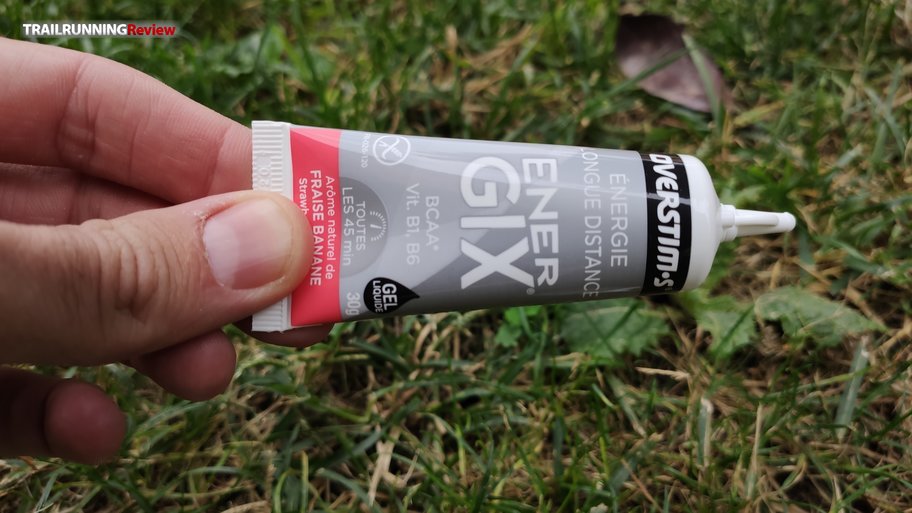 TRAILRUNNINGReview
OVERSTIM.s
ÉNERGIE
LONGUE DISTANCE
ENER
GIX®
BCAA*
Vit. B1, B6
TOUTES
LES 45 min
GEL
LIQUIDE
30g
Arôme naturel de
FRAISE BANANE